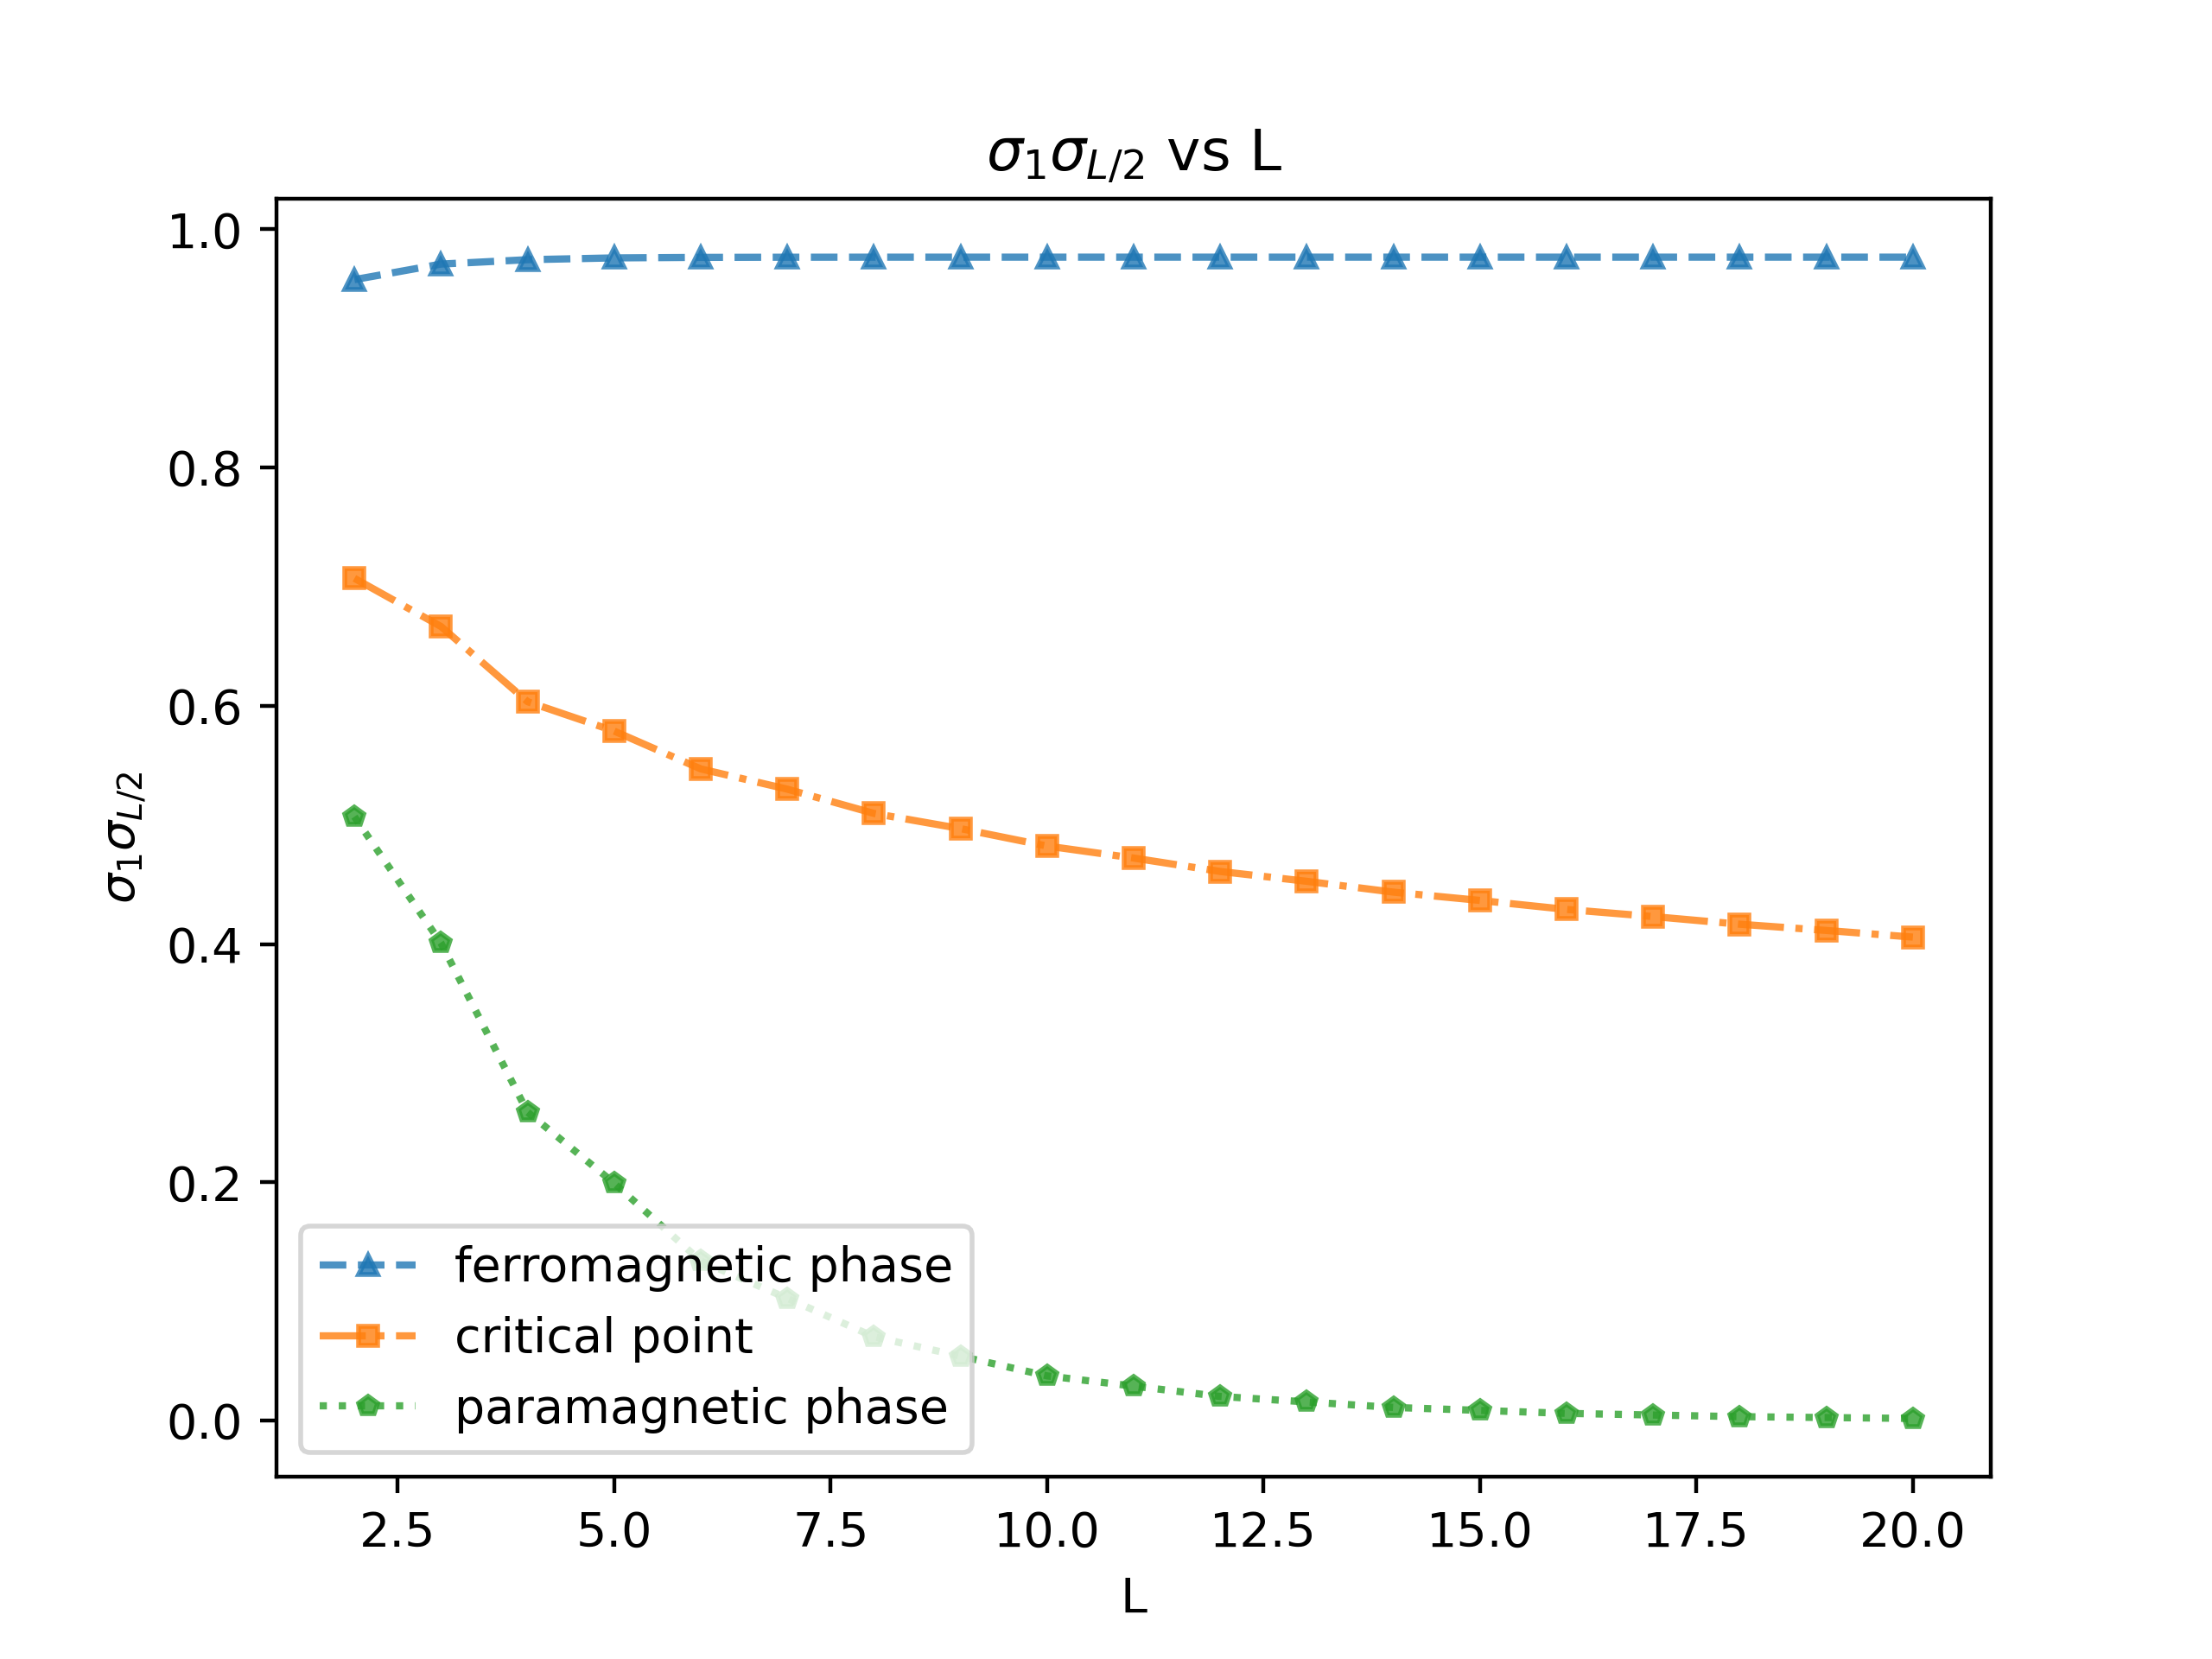 σ₁σ_{L/2} vs L
1.0
0.8
0.6
0.4
0.2
0.0
σ₁σ_{L/2}
ferromagnetic phase
critical point
paramagnetic phase
2.5 5.0 7.5 10.0 12.5 15.0 17.5 20.0
L